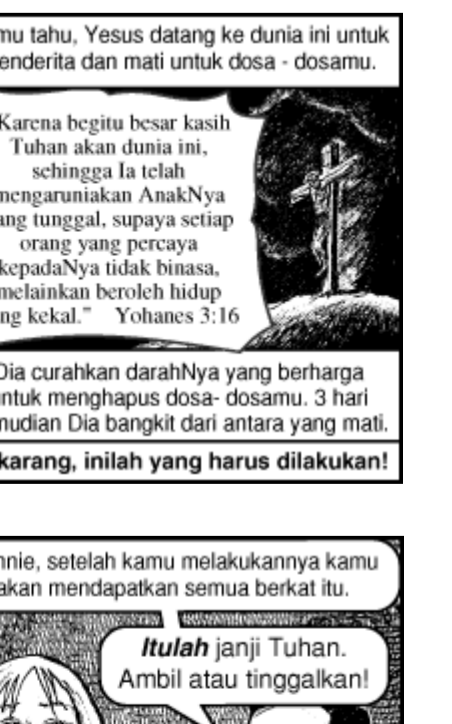 mu tahu, Yesus datang ke dunia ini untuk
enderita dan mati untuk dosa - dosamu.
Karena begitu besar kasih
Tuhan akan dunia ini,
sehingga Ia telah
mengaruniakan AnakNya
ang tunggal, supaya setiap
orang yang percaya
kepadaNya tidak binasa,
melainkan beroleh hidup
ng kekal." Yohanes 3:16
Dia curahkan darahNya yang berharga
untuk menghapus dosa- dosamu. 3 hari
mudian Dia bangkit dari antara yang mati.
karang, inilah yang harus dilakukan!
nnie, setelah kamu melakukannya kamu
akan mendapatkan semua berkat itu.
Itulah janji Tuhan.
Ambil atau tinggalkan!